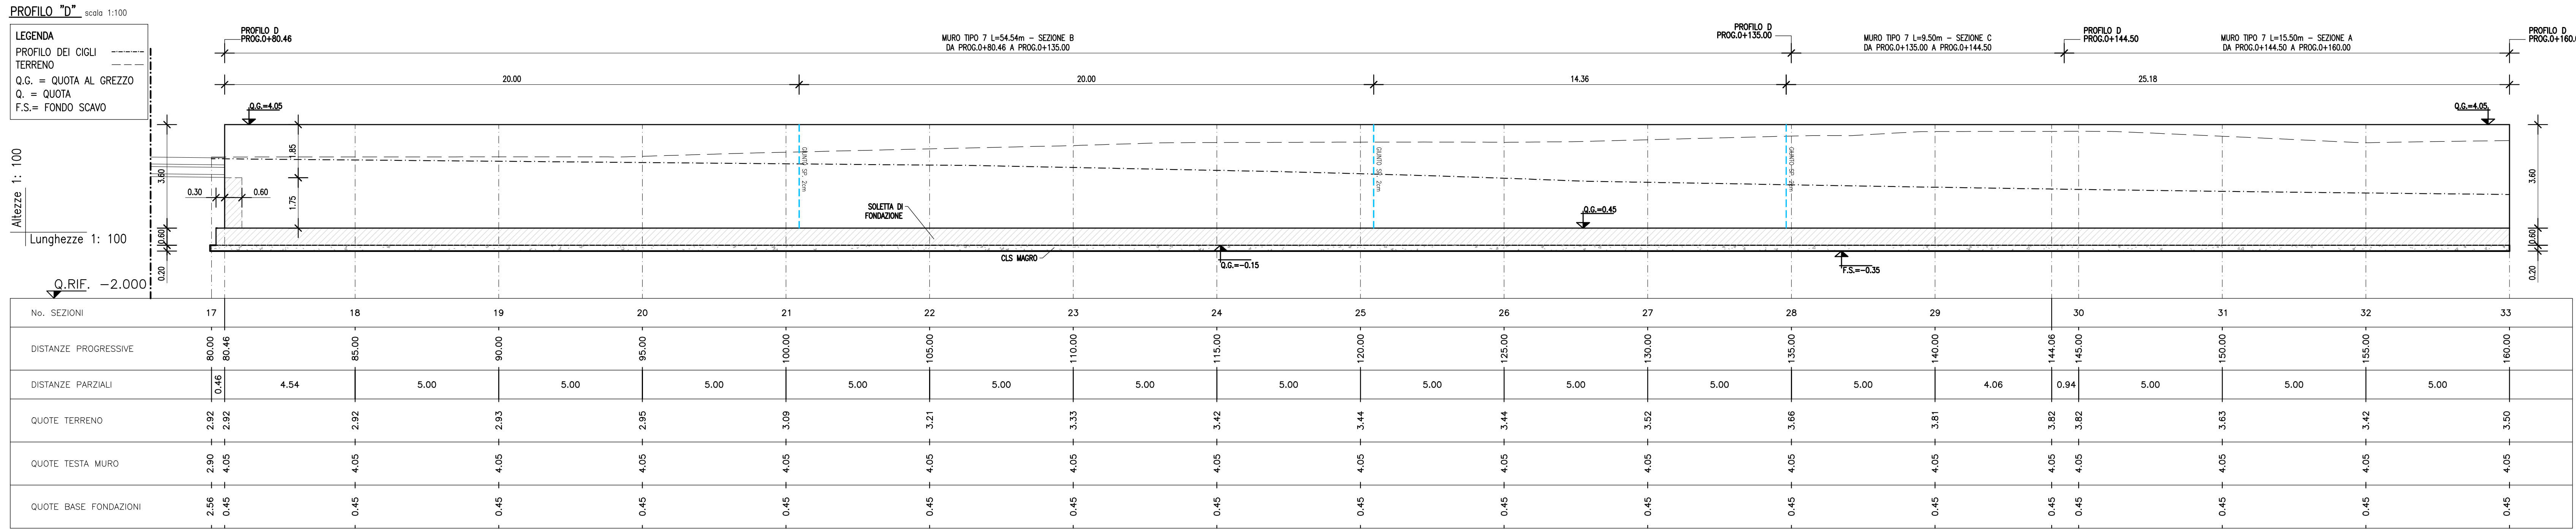 PROFILO "D" scala 1:100
LEGENDA
PROFILO DEI CIGLI
TERRENO
Q.G. = QUOTA AL GREZZO
Q. = QUOTA
F.S.= FONDO SCAVO
PROFILO D
PROG.0+80.46
MURO TIPO 7 L=54.54m - SEZIONE B
DA PROG.0+80.46 A PROG.0+135.00
PROFILO D
PROG.0+135.00
MURO TIPO 7 L=9.50m - SEZIONE C
DA PROG.0+135.00 A PROG.0+144.50
PROFILO D
PROG.0+144.50
MURO TIPO 7 L=15.50m - SEZIONE A
DA PROG.0+144.50 A PROG.0+160.00
PROFILO D
PROG.0+160.0
20.00 20.00 14.36 25.18
Q.G.=4.05
Q.G.=4.05
Altezze 1: 100
Lunghezze 1: 100
3.60
1.85
1.75
0.30
0.60
0.60
0.20
GIUNTO SP. 2cm
GIUNTO SP. 2cm
GIUNTO SP. 2cm
SOLETTA DI
FONDAZIONE
CLS MAGRO
Q.G.=0.45
Q.G.=-0.15
F.S.=-0.35
3.60
0.60
0.20
Q.RIF. -2.000
No. SEZIONI 17 18 19 20 21 22 23 24 25 26 27 28 29 30 31 32 33
DISTANZE PROGRESSIVE 80.00 80.46 85.00 90.00 95.00 100.00 105.00 110.00 115.00 120.00 125.00 130.00 135.00 140.00 144.06 145.00 150.00 155.00 160.00
DISTANZE PARZIALI 0.46 4.54 5.00 5.00 5.00 5.00 5.00 5.00 5.00 5.00 5.00 5.00 5.00 4.06 0.94 5.00 5.00 5.00
QUOTE TERRENO 2.92 2.92 2.92 2.93 2.95 3.09 3.21 3.33 3.42 3.44 3.44 3.52 3.66 3.81 3.82 3.82 3.63 3.42 3.50
QUOTE TESTA MURO 2.90 4.05 4.05 4.05 4.05 4.05 4.05 4.05 4.05 4.05 4.05 4.05 4.05 4.05 4.05 4.05 4.05 4.05 4.05
QUOTE BASE FONDAZIONI 2.56 0.45 0.45 0.45 0.45 0.45 0.45 0.45 0.45 0.45 0.45 0.45 0.45 0.45 0.45 0.45 0.45 0.45 0.45